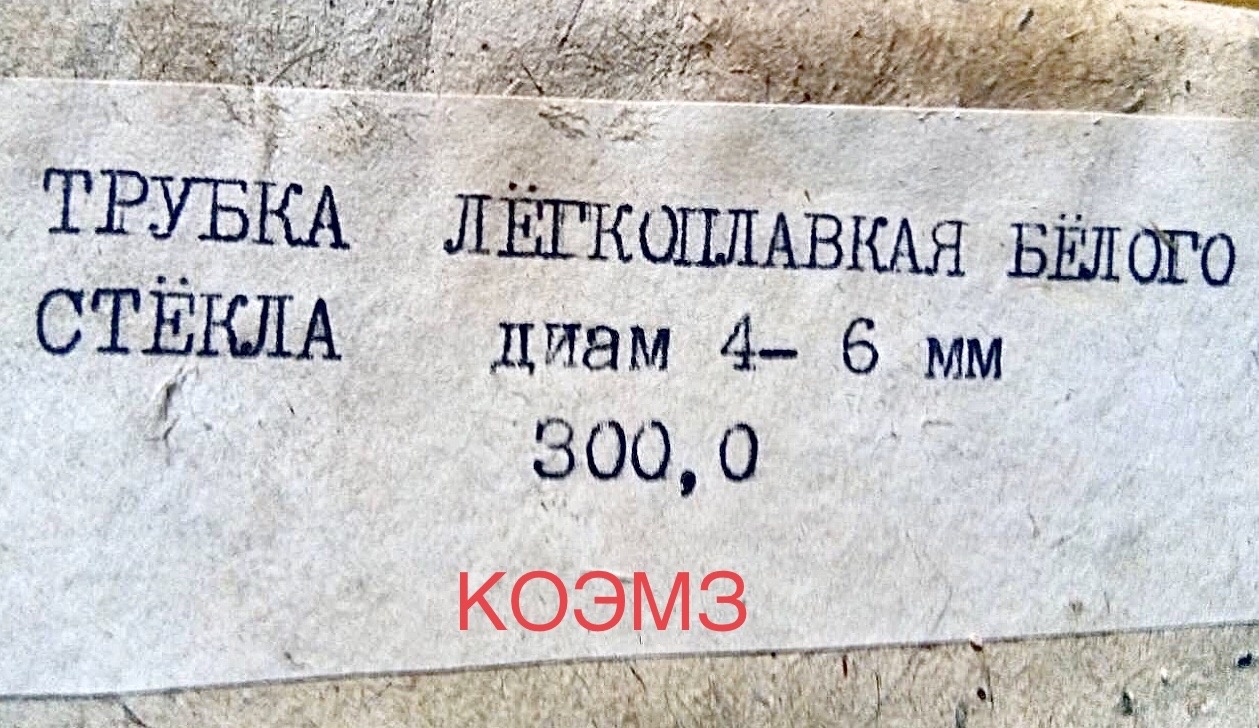 ТРУБКА ЛЁГКОПЛАВКАЯ БЁЛОГО
СТЁКЛА диам 4- 6 мм
300,0
КОЭМЗ